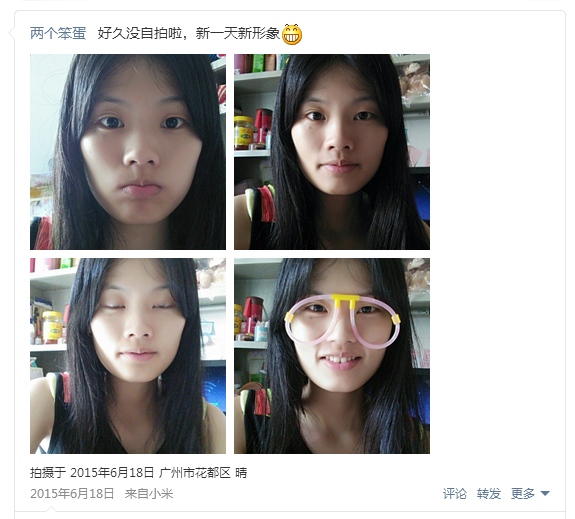 两个笨蛋 好久没自拍啦，新一天新形象
拍摄于 2015年6月18日 广州市花都区 晴
2015年6月18日 来自小米 评论 转发 更多